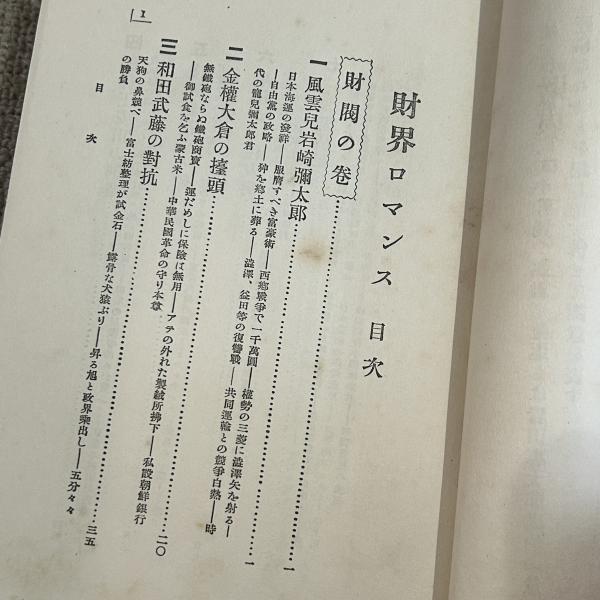 財界ロマンス 目次
財閥の巻
一 風雲兒岩崎彌太郎……………一
日本海運の發祥——服膺すべき富豪術——西郷戰爭で一千萬圓——權勢の三菱に澁澤矢を射る——
—自由黨の政略——狆を郷土に葬る——澁澤、益田等の復讐戰——共同運輸との競爭白熱——時
代の寵兒彌太郎君……………一
二 金權大倉の擡頭……………二〇
無鐵砲ならぬ鐵砲商賣——運だめしに保險は無用——アテの外れた製絨所拂下——私設朝鮮銀行
——御試食を乞ふ蒙古米——中華民國革命の守り本尊
三 和田武藤の對抗……………三五
天狗の鼻競べ——富士紡整理が試金石——露骨な犬猿ぶり——昇る旭と政界乘出し——五分々々
の勝負
目次
1